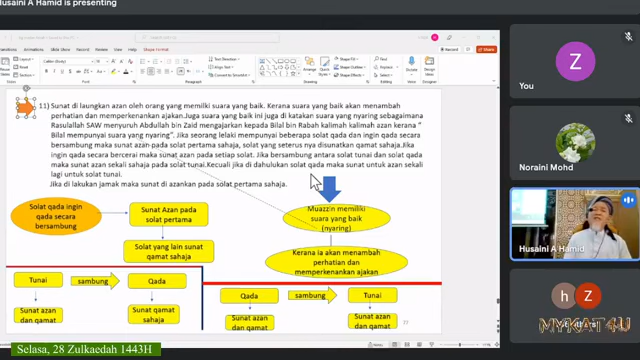 Husaini A Hamid is presenting
11) Sunat di laungkan azan oleh orang yang memilki suara yang baik. Kerana suara yang baik akan menambah
perhatian dan memperkenankan ajakan.Juga suara yang baik ini juga di katakan suara yang nyaring sebagaimana
Rasulallah SAW menyuruh Abdullah bin Zaid mengajarkan kepada Bilal bin Rabah kalimah kalimah azan kerana "
Bilal mempunyai suara yang nyaring". Jika seorang lelaki mempunyai beberapa solat qada dan ingin qada secara
bersambung maka sunat azan pada solat pertama sahaja, solat yang seterus nya disunatkan qamat sahaja.Jika
ingin qada secara bercerai maka sunat azan pada setiap solat. Jika bersambung antara solat tunai dan solat qada
maka sunat azan sekali sahaja iaitu pada solat tunai.Kecuali jika di dahulukan solat qada maka sunat untuk azan sekali
lagi untuk solat tunai.
Jika di lakukan jamak maka sunat di azankan pada solat pertama sahaja.
Solat qada ingin
qada secara
bersambung
Sunat Azan pada
solat pertama
Solat yang lain sunat
qamat sahaja
Muazzin memiliki
suara yang baik
(nyaring)
Kerana ia akan menambah
perhatian dan
memperkenankan ajakan
Tunai
sambung
Qada
Sunat azan
dan qamat
Sunat qamat
sahaja
Qada
sambung
Tunai
Sunat azan
dan qamat
Sunat azan
dan qamat
Z
You
Z
Noraini Mohd
Husaini A Hamid
h
Z
MYKAT4U
Selasa, 28 Zulkaedah 1443H